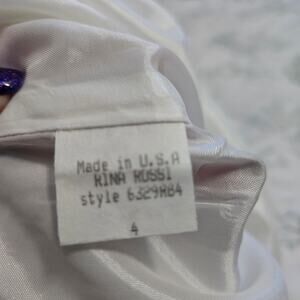 Made in U.S.A
RINA ROSSI
style 6329R84
4